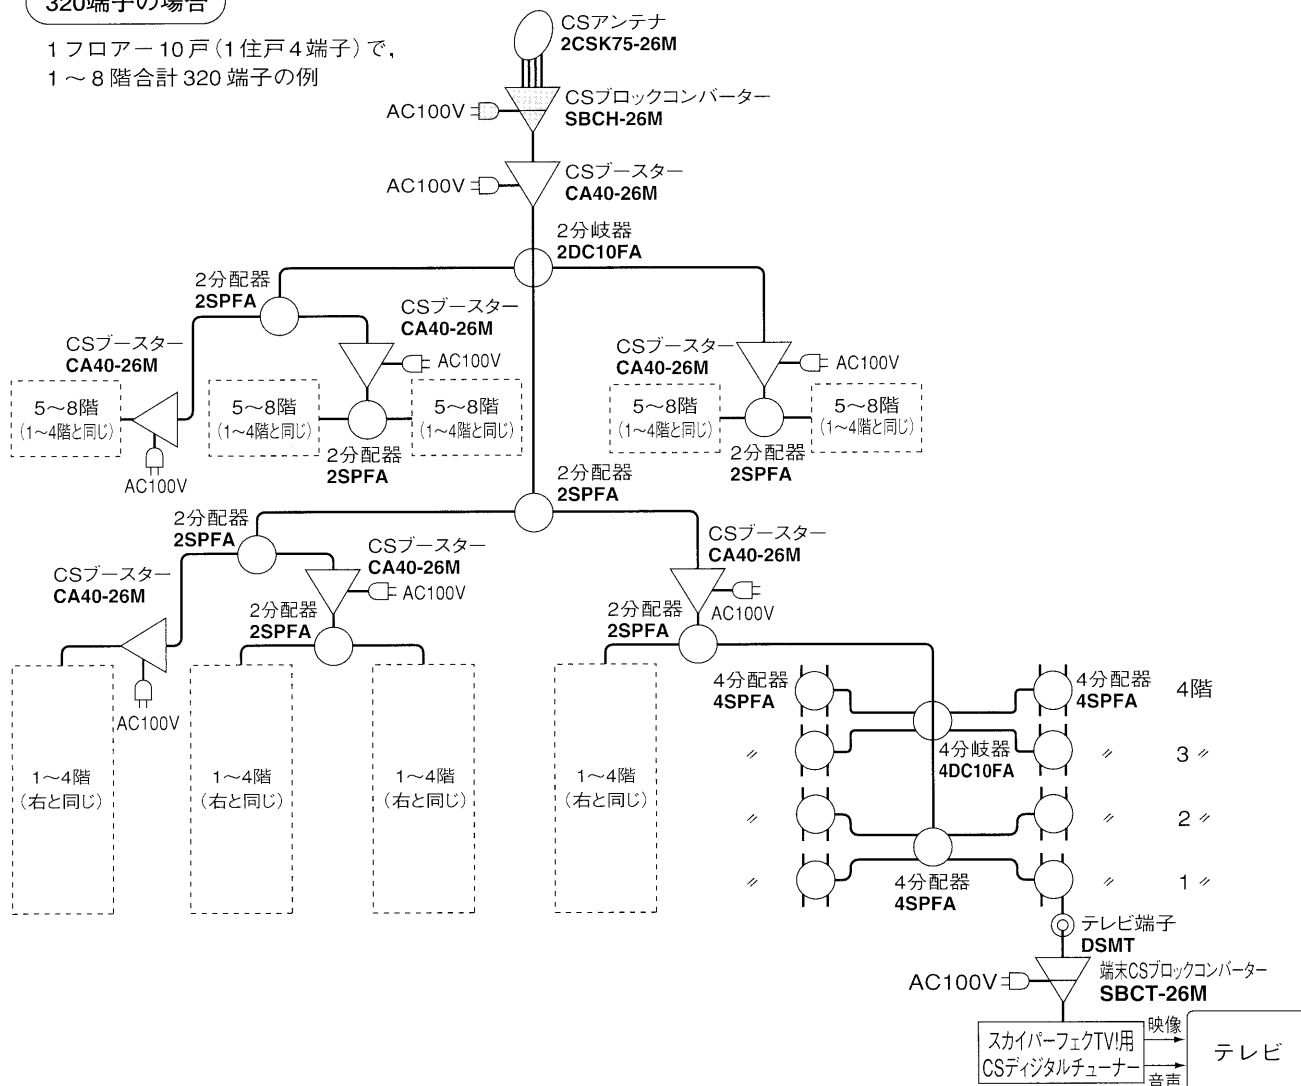 320端子の場合
1フロアー10戸(1住戸4端子)で,
1〜8階合計320端子の例
CSアンテナ
2CSK75-26M
CSブロックコンバーター
SBCH-26M
AC100V
CSブースター
CA40-26M
AC100V
2分岐器
2DC10FA
2分配器
2SPFA
CSブースター
CA40-26M
AC100V
CSブースター
CA40-26M
AC100V
CSブースター
CA40-26M
AC100V
5〜8階
(1〜4階と同じ)
5〜8階
(1〜4階と同じ)
5〜8階
(1〜4階と同じ)
5〜8階
(1〜4階と同じ)
5〜8階
(1〜4階と同じ)
2分配器
2SPFA
2分配器
2SPFA
2分配器
2SPFA
2分配器
2SPFA
CSブースター
CA40-26M
AC100V
CSブースター
CA40-26M
AC100V
CSブースター
CA40-26M
AC100V
2分配器
2SPFA
2分配器
2SPFA
1〜4階
(右と同じ)
1〜4階
(右と同じ)
1〜4階
(右と同じ)
1〜4階
(右と同じ)
4分配器
4SPFA
4分配器
4SPFA
4階
〃
4分岐器
4DC10FA
〃
3〃
〃
〃
2〃
〃
4分配器
4SPFA
〃
1〃
テレビ端子
DSMT
端末CSブロックコンバーター
SBCT-26M
AC100V
スカイパーフェクTV!用
CSディジタルチューナー
映像
音声
テレビ